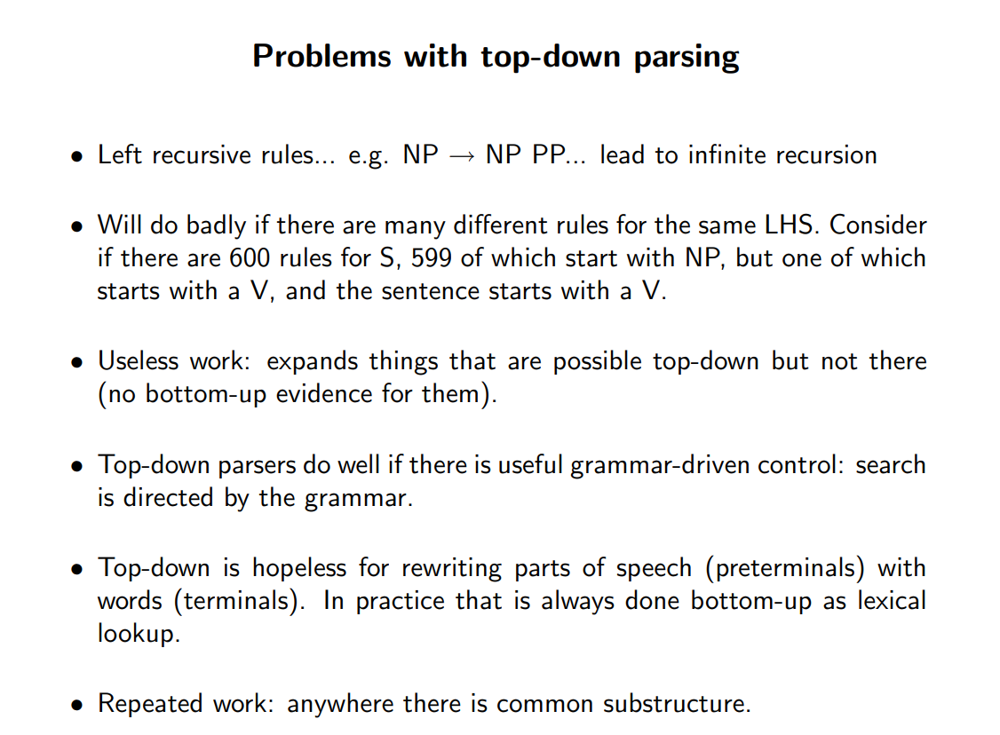 Problems with top-down parsing
• Left recursive rules... e.g. NP → NP PP... lead to infinite recursion
• Will do badly if there are many different rules for the same LHS. Consider
if there are 600 rules for S, 599 of which start with NP, but one of which
starts with a V, and the sentence starts with a V.
• Useless work: expands things that are possible top-down but not there
(no bottom-up evidence for them).
• Top-down parsers do well if there is useful grammar-driven control: search
is directed by the grammar.
• Top-down is hopeless for rewriting parts of speech (preterminals) with
words (terminals). In practice that is always done bottom-up as lexical
lookup.
• Repeated work: anywhere there is common substructure.